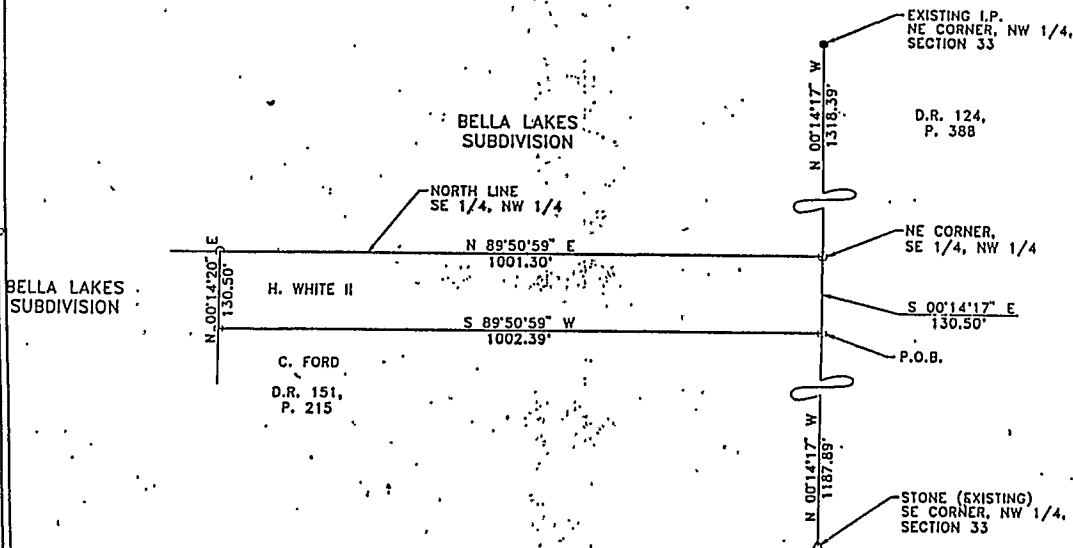 EXISTING I.P.
NE CORNER, NW 1/4,
SECTION 33
N 00°14'17" W
1318.39'
D.R. 124,
P. 388
BELLA LAKES
SUBDIVISION
NORTH LINE
SE 1/4, NW 1/4
NE CORNER,
SE 1/4, NW 1/4
N 89°50'59" E
1001.30'
N 00°14'20" E
130.50'
H. WHITE II
BELLA LAKES
SUBDIVISION
S 00°14'17" E
130.50'
S 89°50'59" W
1002.39'
P.O.B.
C. FORD
D.R. 151,
P. 215
N 00°14'17" W
1187.89'
STONE (EXISTING)
SE CORNER, NW 1/4,
SECTION 33